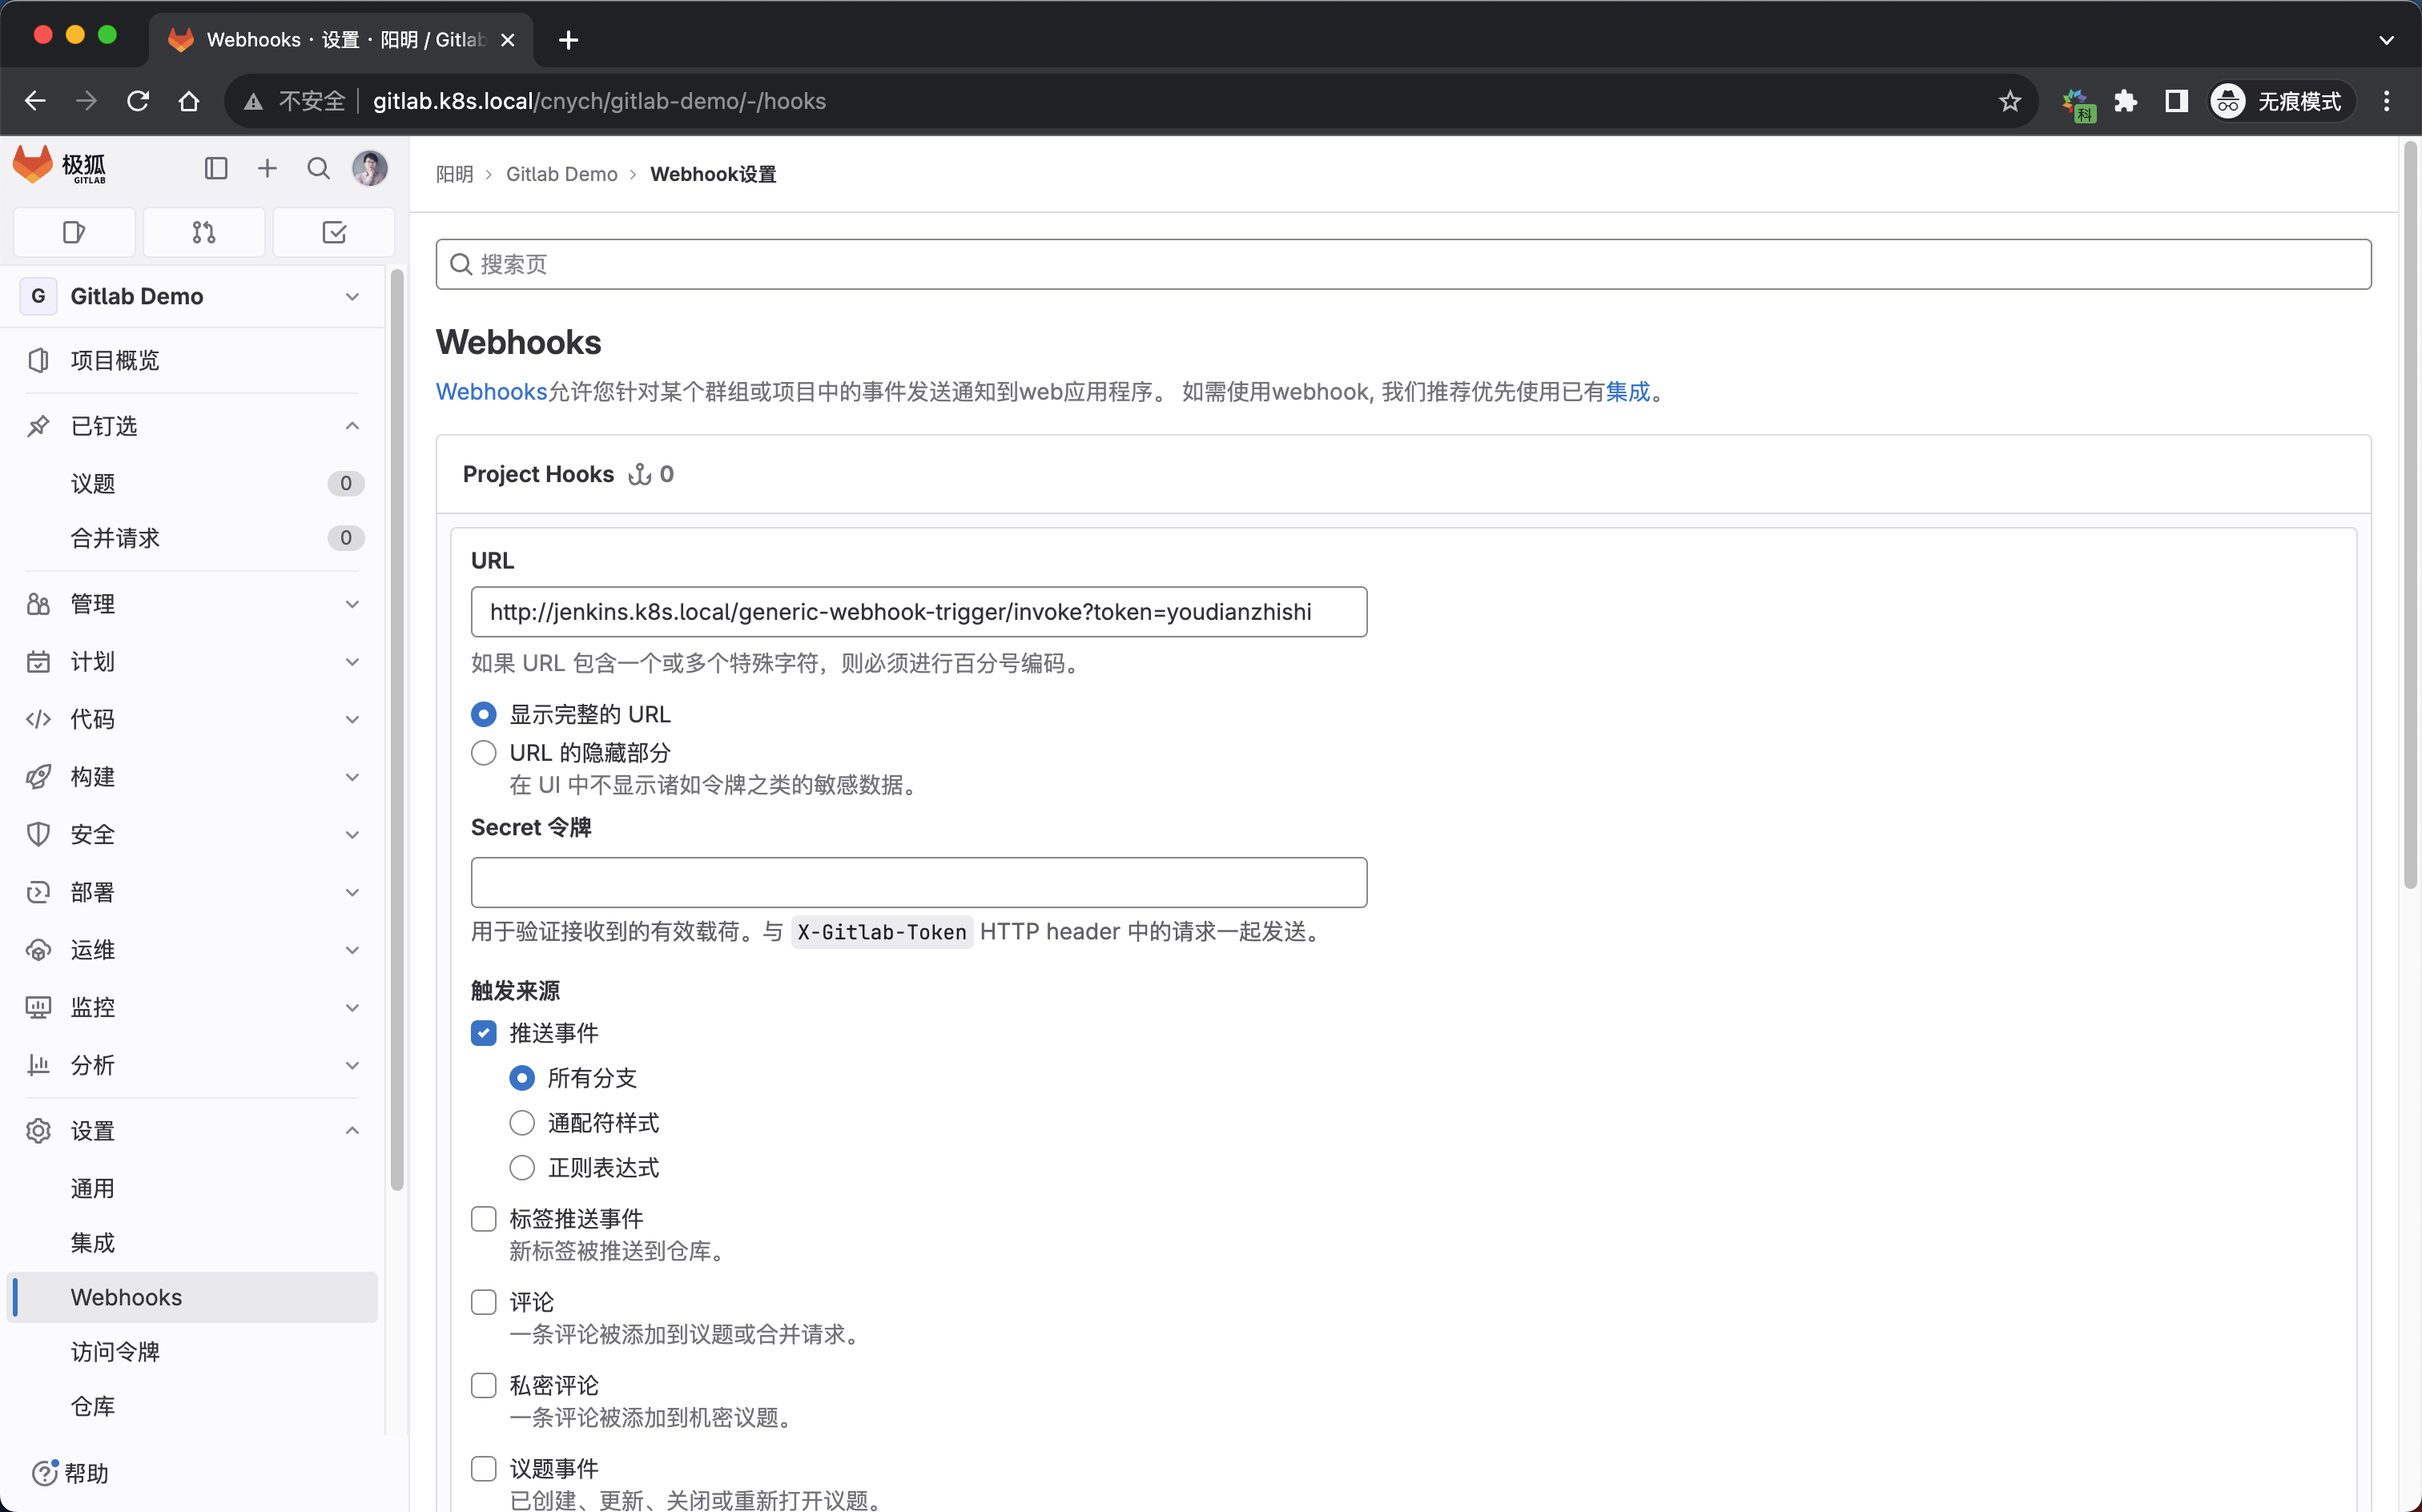 Webhooks · 设置 · 阳明 / Gitlab
不安全
gitlab.k8s.local/cnych/gitlab-demo/-/hooks
科
无痕模式
极狐
GITLAB
G Gitlab Demo
项目概览
已钉选
议题 0
合并请求 0
管理
计划
代码
构建
安全
部署
运维
监控
分析
设置
通用
集成
Webhooks
访问令牌
仓库
帮助
阳明 › Gitlab Demo › Webhook设置
搜索页
Webhooks
Webhooks允许您针对某个群组或项目中的事件发送通知到web应用程序。 如需使用webhook, 我们推荐优先使用已有集成。
Project Hooks 0
URL
http://jenkins.k8s.local/generic-webhook-trigger/invoke?token=youdianzhishi
如果 URL 包含一个或多个特殊字符，则必须进行百分号编码。
显示完整的 URL
URL 的隐藏部分
在 UI 中不显示诸如令牌之类的敏感数据。
Secret 令牌
用于验证接收到的有效载荷。与 X-Gitlab-Token HTTP header 中的请求一起发送。
触发来源
推送事件
所有分支
通配符样式
正则表达式
标签推送事件
新标签被推送到仓库。
评论
一条评论被添加到议题或合并请求。
私密评论
一条评论被添加到机密议题。
议题事件
已创建、更新、关闭或重新打开议题。